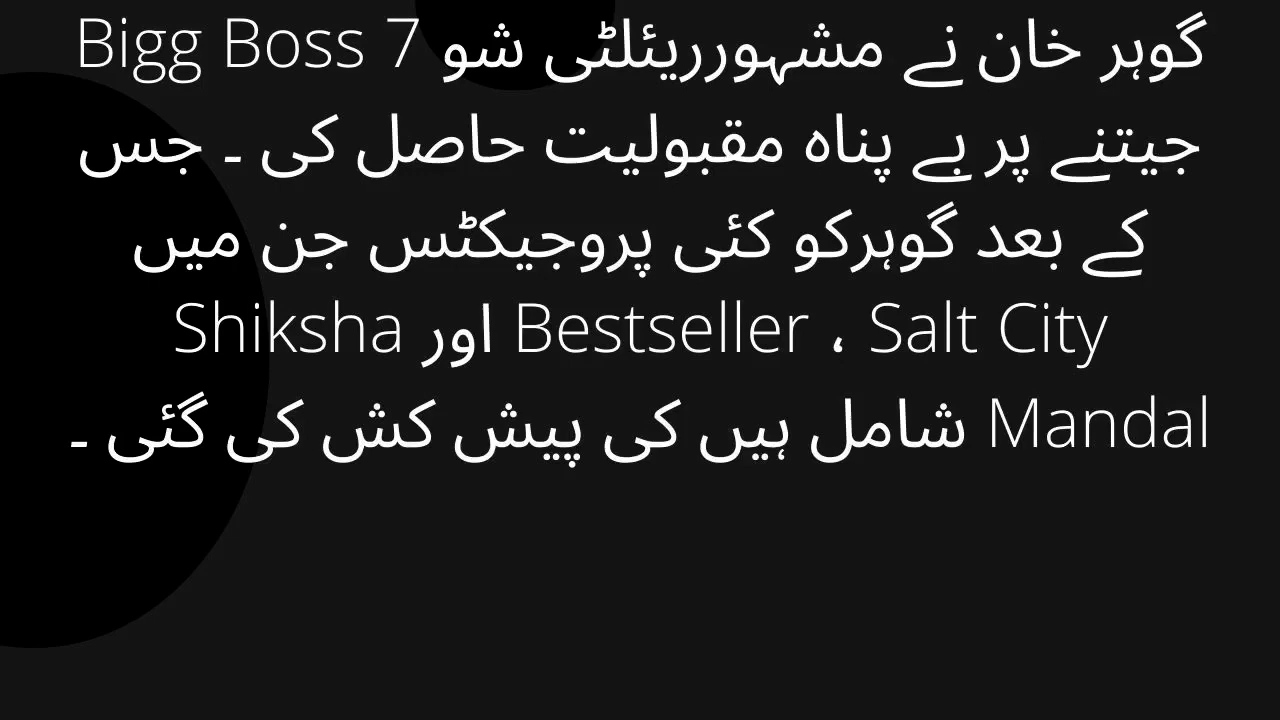 گوہر خان نے مشہورریئلٹی شو Bigg Boss 7
جیتنے پر بے پناہ مقبولیت حاصل کی ۔ جس
کے بعد گوہرکو کئی پروجیکٹس جن میں
Bestseller ، Salt City اور Shiksha
Mandal شامل ہیں کی پیش کش کی گئی ۔